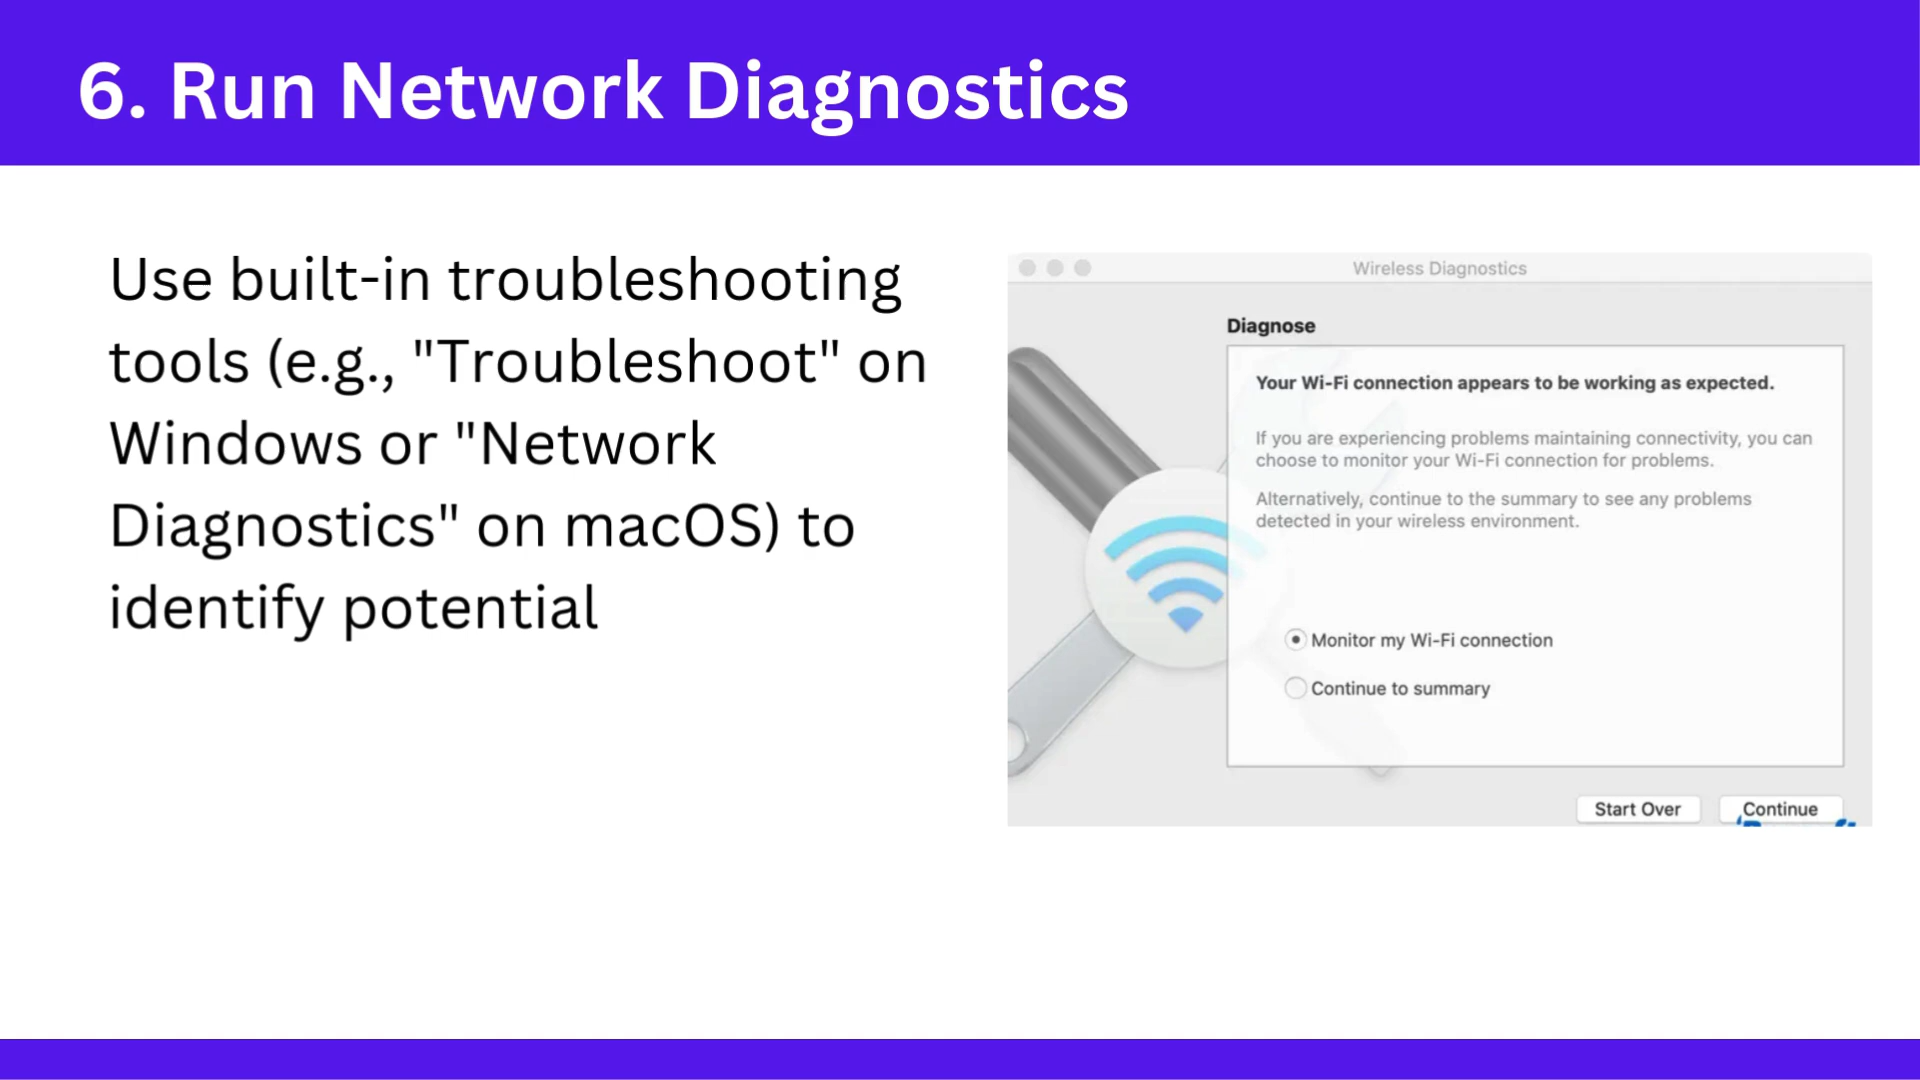 6. Run Network Diagnostics
Use built-in troubleshooting
tools (e.g., "Troubleshoot" on
Windows or "Network
Diagnostics" on macOS) to
identify potential
Wireless Diagnostics
Diagnose
Your Wi-Fi connection appears to be working as expected.
If you are experiencing problems maintaining connectivity, you can
choose to monitor your Wi-Fi connection for problems.
Alternatively, continue to the summary to see any problems
detected in your wireless environment.
Monitor my Wi-Fi connection
Continue to summary
Start Over
Continue